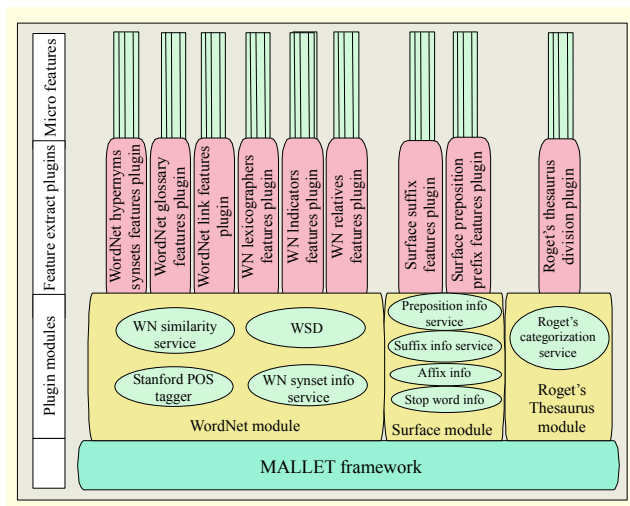 Micro features
Feature extract plugins
Plugin modules
WordNet hypernyms
synsets features plugin
WordNet glossary
features plugin
WordNet link features
plugin
WN lexicographers
features plugin
WN Indicators
features plugin
WN relatives
features plugin
Surface suffix
features plugin
Surface preposition
prefix features plugin
Roget's thesaurus
division plugin
WN similarity
service
WSD
Stanford POS
tagger
WN synset info
service
WordNet module
Preposition info
service
Suffix info service
Affix info
Stop word info
Surface module
Roget's
categorization
service
Roget's
Thesaurus
module
MALLET framework